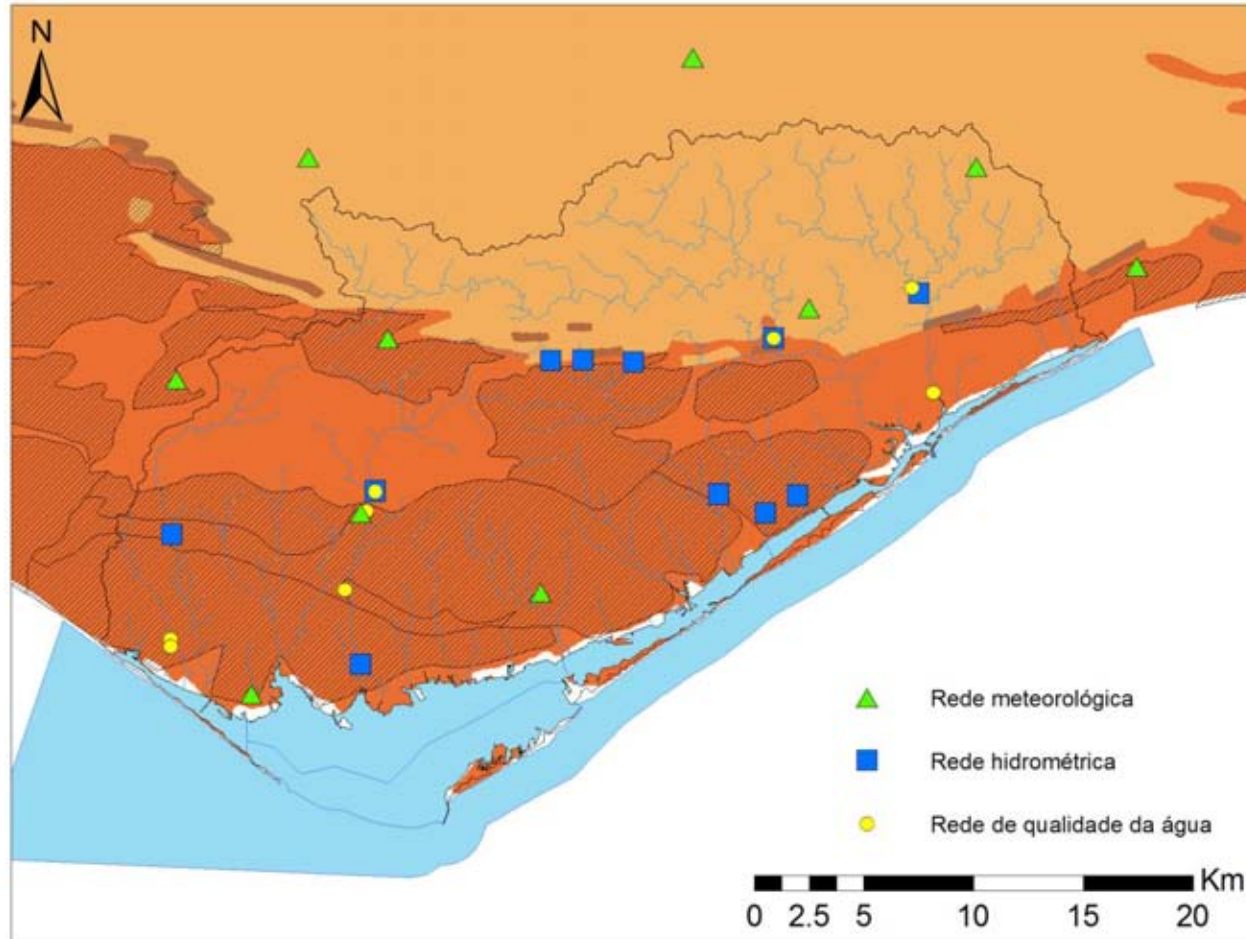 N
Rede meteorológica
Rede hidrométrica
Rede de qualidade da água
Km
0 2.5 5 10 15 20